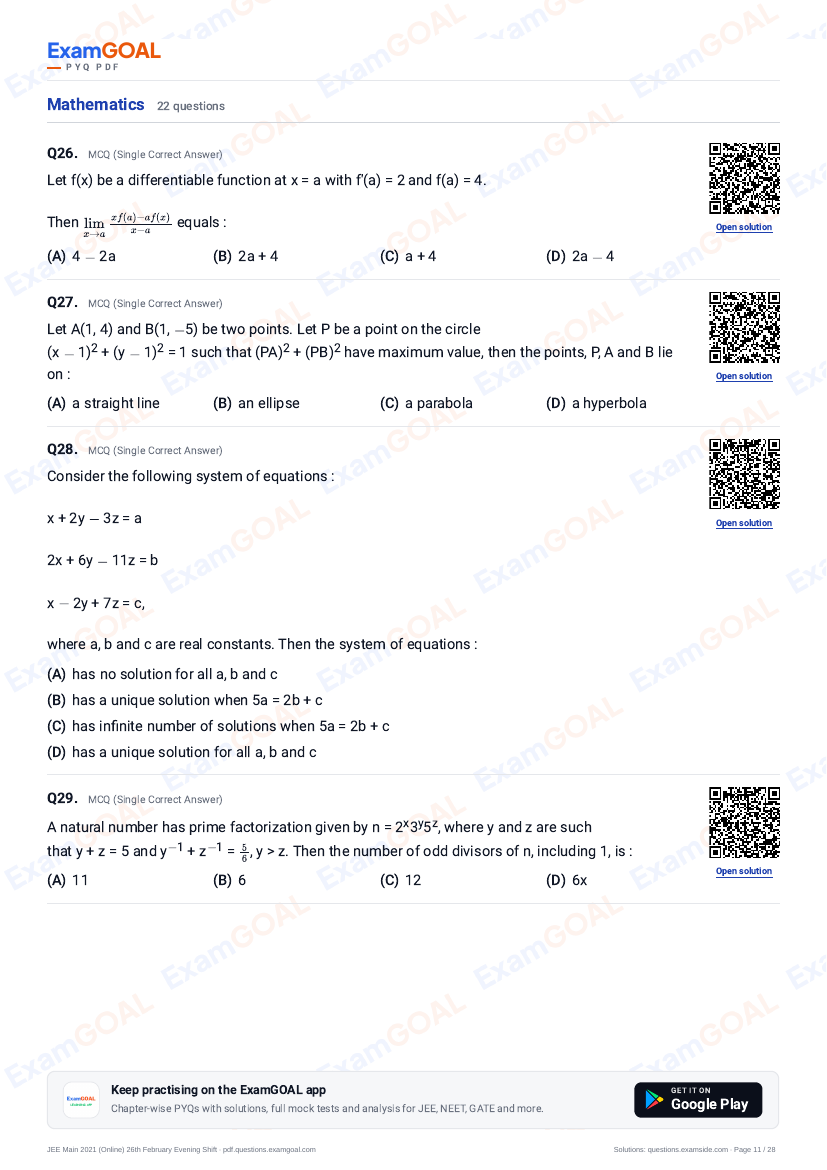 ExamGOAL
PYQ PDF
Mathematics 22 questions
Q26. MCQ (Single Correct Answer)
Let f(x) be a differentiable function at x = a with f'(a) = 2 and f(a) = 4.
Then lim x→a (xf(a)−af(x))/(x−a) equals :
(A) 4 − 2a (B) 2a + 4 (C) a + 4 (D) 2a − 4
Open solution
Q27. MCQ (Single Correct Answer)
Let A(1, 4) and B(1, −5) be two points. Let P be a point on the circle
(x − 1)² + (y − 1)² = 1 such that (PA)² + (PB)² have maximum value, then the points, P, A and B lie
on :
(A) a straight line (B) an ellipse (C) a parabola (D) a hyperbola
Open solution
Q28. MCQ (Single Correct Answer)
Consider the following system of equations :
x + 2y − 3z = a
2x + 6y − 11z = b
x − 2y + 7z = c,
where a, b and c are real constants. Then the system of equations :
(A) has no solution for all a, b and c
(B) has a unique solution when 5a = 2b + c
(C) has infinite number of solutions when 5a = 2b + c
(D) has a unique solution for all a, b and c
Open solution
Q29. MCQ (Single Correct Answer)
A natural number has prime factorization given by n = 2ˣ3ʸ5ᶻ, where y and z are such
that y + z = 5 and y⁻¹ + z⁻¹ = 5/6, y > z. Then the number of odd divisors of n, including 1, is :
(A) 11 (B) 6 (C) 12 (D) 6x
Open solution
Keep practising on the ExamGOAL app
Chapter-wise PYQs with solutions, full mock tests and analysis for JEE, NEET, GATE and more.
GET IT ON
Google Play
JEE Main 2021 (Online) 26th February Evening Shift · pdf.questions.examgoal.com
Solutions: questions.examside.com · Page 11 / 28